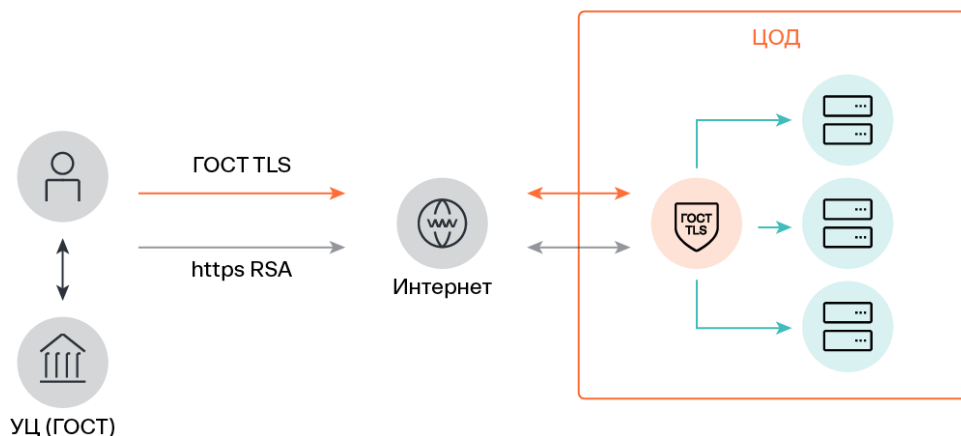 ЦОД
ГОСТ TLS
ГОСТ
TLS
https RSA
Интернет
УЦ (ГОСТ)